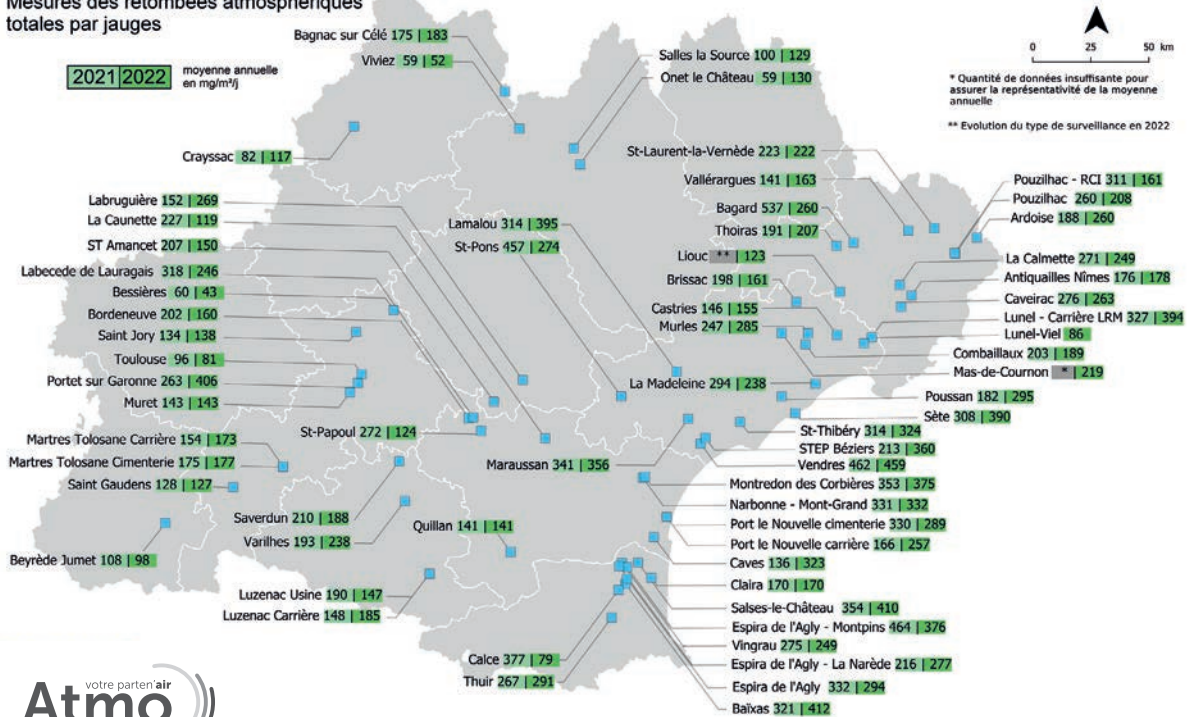 Mesures des retombées atmosphériques
totales par jauges
2021 | 2022
moyenne annuelle
en mg/m²/j
0 25 50 km
* Quantité de données insuffisante pour
assurer la représentativité de la moyenne
annuelle
** Evolution du type de surveillance en 2022
Bagnac sur Célé 175 | 183
Viviez 59 | 52
Crayssac 82 | 117
Salles la Source 100 | 129
Onet le Château 59 | 130
St-Laurent-la-Vernède 223 | 222
Vallérargues 141 | 163
Bagard 537 | 260
Thoiras 191 | 207
Liouc ** | 123
Brissac 198 | 161
Castries 146 | 155
Murles 247 | 285
Pouzilhac - RCI 311 | 161
Pouzilhac 260 | 208
Ardoise 188 | 260
La Calmette 271 | 249
Antiquailles Nîmes 176 | 178
Caveirac 276 | 263
Lunel - Carrière LRM 327 | 394
Lunel-Viel 86
Combaillaux 203 | 189
Mas-de-Cournon * | 219
Labruguière 152 | 269
La Caunette 227 | 119
ST Amancet 207 | 150
Labecede de Lauragais 318 | 246
Bessières 60 | 43
Bordeneuve 202 | 160
Saint Jory 134 | 138
Toulouse 96 | 81
Portet sur Garonne 263 | 406
Muret 143 | 143
Lamalou 314 | 395
St-Pons 457 | 274
La Madeleine 294 | 238
Poussan 182 | 295
Sète 308 | 390
St-Thibéry 314 | 324
STEP Béziers 213 | 360
Vendres 462 | 459
Montredon des Corbières 353 | 375
Narbonne - Mont-Grand 331 | 332
Port le Nouvelle cimenterie 330 | 289
Port le Nouvelle carrière 166 | 257
Caves 136 | 323
Claira 170 | 170
Salses-le-Château 354 | 410
Espira de l'Agly - Montpins 464 | 376
Vingrau 275 | 249
Espira de l'Agly - La Narède 216 | 277
Espira de l'Agly 332 | 294
Baïxas 321 | 412
St-Papoul 272 | 124
Maraussan 341 | 356
Martres Tolosane Carrière 154 | 173
Martres Tolosane Cimenterie 175 | 177
Saint Gaudens 128 | 127
Beyrède Jumet 108 | 98
Saverdun 210 | 188
Varilhes 193 | 238
Quillan 141 | 141
Luzenac Usine 190 | 147
Luzenac Carrière 148 | 185
Calce 377 | 79
Thuir 267 | 291
votre parten'air
Atmo